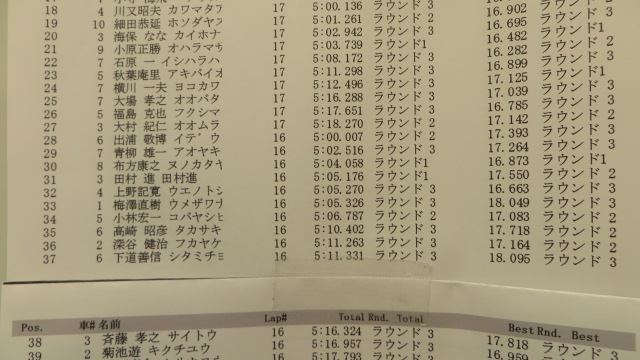 18 4 川又昭夫 カワマタア 17 5:00.136 ラウンド 3
19 10 細田恭延 ホソダヤス 17 5:01.261 ラウンド 2 16.902
20 3 海保 なな カイホナ 17 5:02.942 ラウンド 3 16.695 ラウンド 3
21 9 小原正勝 オハラマサ 17 5:03.739 ラウンド1 16.482 ラウンド1
22 7 石原 一 イシハラハ 17 5:08.172 ラウンド 3 16.282 ラウンド 2
23 5 秋葉庵里 アキバイオ 17 5:11.298 ラウンド 3 16.899 ラウンド 3
24 7 横川 一夫 ヨコカワ 17 5:12.496 ラウンド 3 17.125 ラウンド1
25 7 大場 孝之 オオバタ 17 5:16.288 ラウンド 3 17.039 ラウンド 3
26 5 福島 克也 フクシマ 17 5:17.651 ラウンド 3 16.785 ラウンド 3
27 3 大村 紀仁 オオムラ 17 5:18.270 ラウンド 2 17.142 ラウンド 2
28 6 出浦 敬博 イデウ 16 5:00.007 ラウンド 2 17.393 ラウンド 3
29 7 青柳 雄一 アオヤキ 16 5:02.516 ラウンド 3 17.264 ラウンド 3
30 8 布方康之 ヌノカタヤ 16 5:04.058 ラウンド1 16.873 ラウンド1
31 3 田村 進 田村進 16 5:05.176 ラウンド1 17.550 ラウンド 2
32 4 上野記寛 ウエノトシ 16 5:05.270 ラウンド 3 16.663 ラウンド 3
33 1 梅澤直樹 ウメザワナ 16 5:05.326 ラウンド 3 18.049 ラウンド 3
34 5 小林宏一 コバヤシヒ 16 5:06.787 ラウンド 2 17.083 ラウンド 2
35 6 高崎 昭彦 タカサキ 16 5:10.402 ラウンド 3 17.718 ラウンド 2
36 2 深谷 健治 フカヤケ 16 5:11.263 ラウンド 3 17.164 ラウンド 2
37 6 下道善信 シタミチヨ 16 5:11.331 ラウンド 3 18.095 ラウンド 3
Pos. 車# 名前 Lap# Total Rnd. Total Best Rnd. Best
38 3 斉藤 孝之 サイトウ 16 5:16.324 ラウンド 3 17.818 ラウンド 3
39 2 菊池遊 キクチユウ 16 5:16.957 ラウンド 3 16.959
16 5:17.793